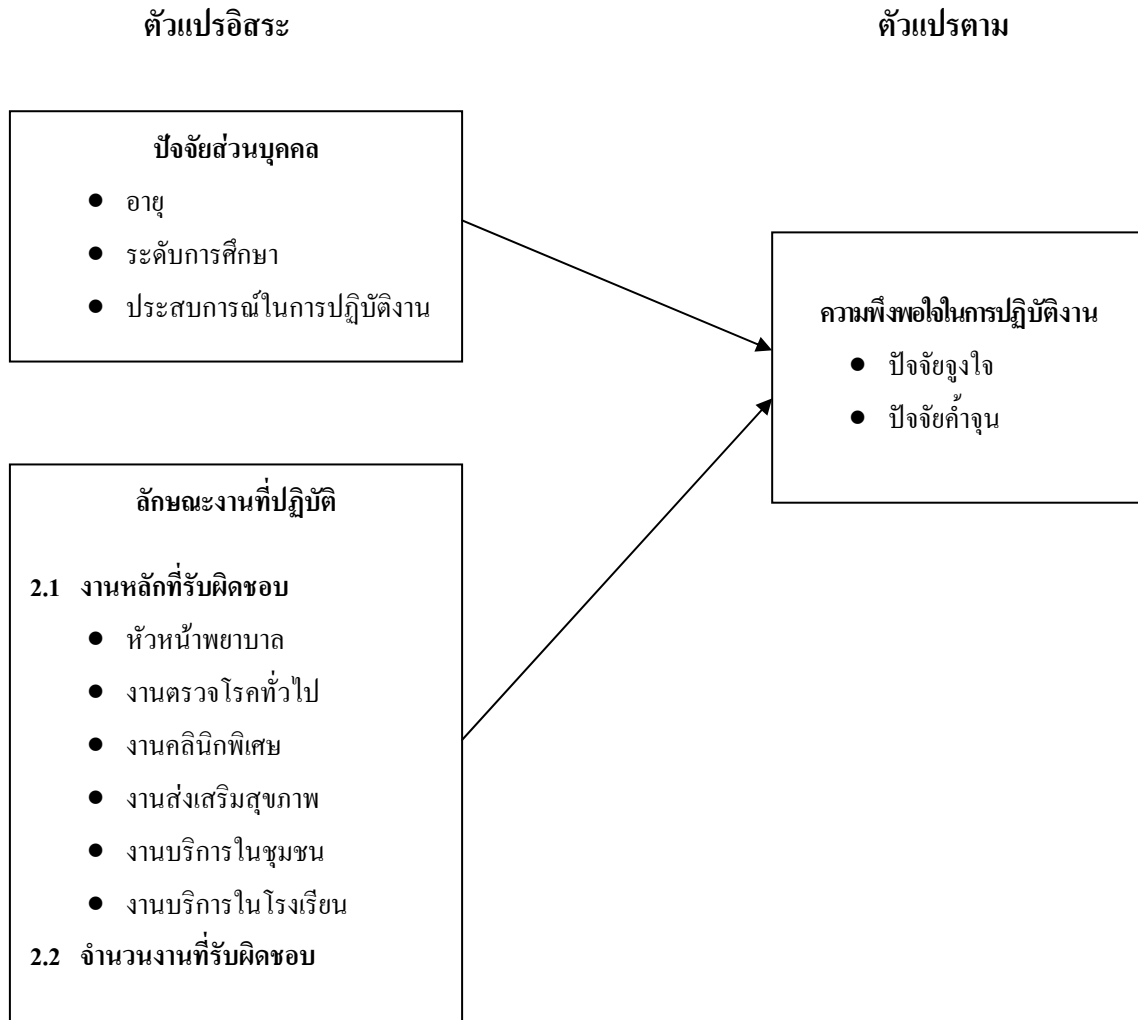 ตัวแปรอิสระ
ตัวแปรตาม
ปัจจัยส่วนบุคคล
● อายุ
● ระดับการศึกษา
● ประสบการณ์ในการปฏิบัติงาน
ความพึงพอใจในการปฏิบัติงาน
● ปัจจัยจูงใจ
● ปัจจัยค้ำจุน
ลักษณะงานที่ปฏิบัติ
2.1 งานหลักที่รับผิดชอบ
● หัวหน้าพยาบาล
● งานตรวจโรคทั่วไป
● งานคลินิกพิเศษ
● งานส่งเสริมสุขภาพ
● งานบริการในชุมชน
● งานบริการในโรงเรียน
2.2 จำนวนงานที่รับผิดชอบ